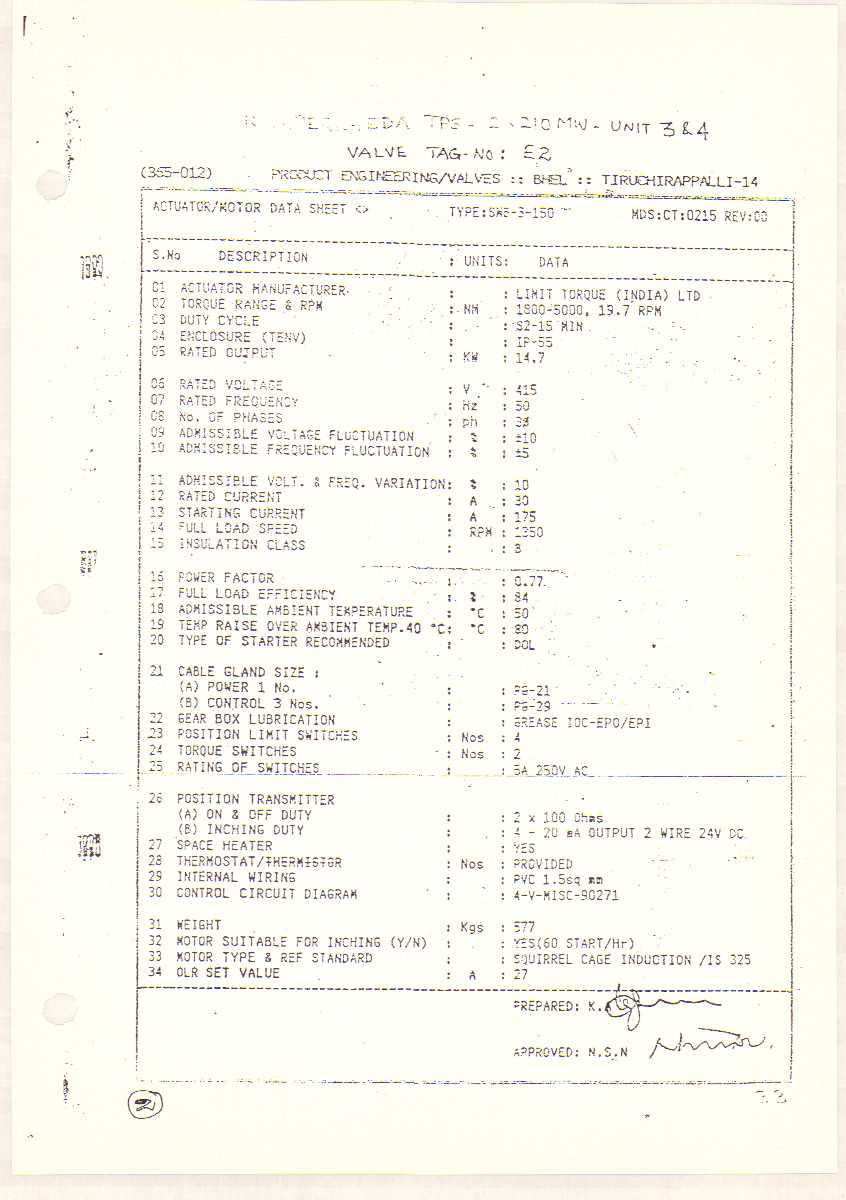 TPS - 210 MW - UNIT 3 & 4
VALVE TAG-NO: E2
(355-012) PRODUCT ENGINEERING/VALVES :: BHEL :: TIRUCHIRAPPALLI-14
ACTUATOR/MOTOR DATA SHEET <> TYPE: MDS:CT:0215 REV:00
S.No DESCRIPTION : UNITS: DATA
01 ACTUATOR MANUFACTURER : : LIMIT TORQUE (INDIA) LTD
02 TORQUE RANGE & RPM : NM : 1800-5000, 19.7 RPM
03 DUTY CYCLE : : S2-15 MIN
04 ENCLOSURE (TENV) : : IP-55
05 RATED OUTPUT : KW : 14.7
06 RATED VOLTAGE : V : 415
07 RATED FREQUENCY : Hz : 50
08 No. OF PHASES : ph :
09 ADMISSIBLE VOLTAGE FLUCTUATION : % : ±10
10 ADMISSIBLE FREQUENCY FLUCTUATION : % : ±5
11 ADMISSIBLE VOLT. & FREQ. VARIATION: % : 10
12 RATED CURRENT : A : 30
13 STARTING CURRENT : A : 175
14 FULL LOAD SPEED : RPM : 1350
15 INSULATION CLASS : :
16 POWER FACTOR : : 0.77
17 FULL LOAD EFFICIENCY : % : 84
18 ADMISSIBLE AMBIENT TEMPERATURE : °C : 50
19 TEMP RAISE OVER AMBIENT TEMP.40 °C: °C : 80
20 TYPE OF STARTER RECOMMENDED : : DOL
21 CABLE GLAND SIZE :
(A) POWER 1 No. : : PG-21
(B) CONTROL 3 Nos. : : PG-29
22 GEAR BOX LUBRICATION : : GREASE IOC-EP0/EP1
23 POSITION LIMIT SWITCHES : Nos : 4
24 TORQUE SWITCHES : Nos : 2
25 RATING OF SWITCHES : : 5A 250V AC
26 POSITION TRANSMITTER
(A) ON & OFF DUTY : : 2 x 100 Ohms
(B) INCHING DUTY : : 4 - 20 mA OUTPUT 2 WIRE 24V DC
27 SPACE HEATER : : YES
28 THERMOSTAT/THERMISTOR : Nos : PROVIDED
29 INTERNAL WIRING : : PVC 1.5sq mm
30 CONTROL CIRCUIT DIAGRAM : : 4-V-MISC-90271
31 WEIGHT : Kgs : 577
32 MOTOR SUITABLE FOR INCHING (Y/N) : : YES(60 START/Hr)
33 MOTOR TYPE & REF STANDARD : : SQUIRREL CAGE INDUCTION /IS 325
34 OLR SET VALUE : A : 27
PREPARED: K.
APPROVED: N.S.N
2
33